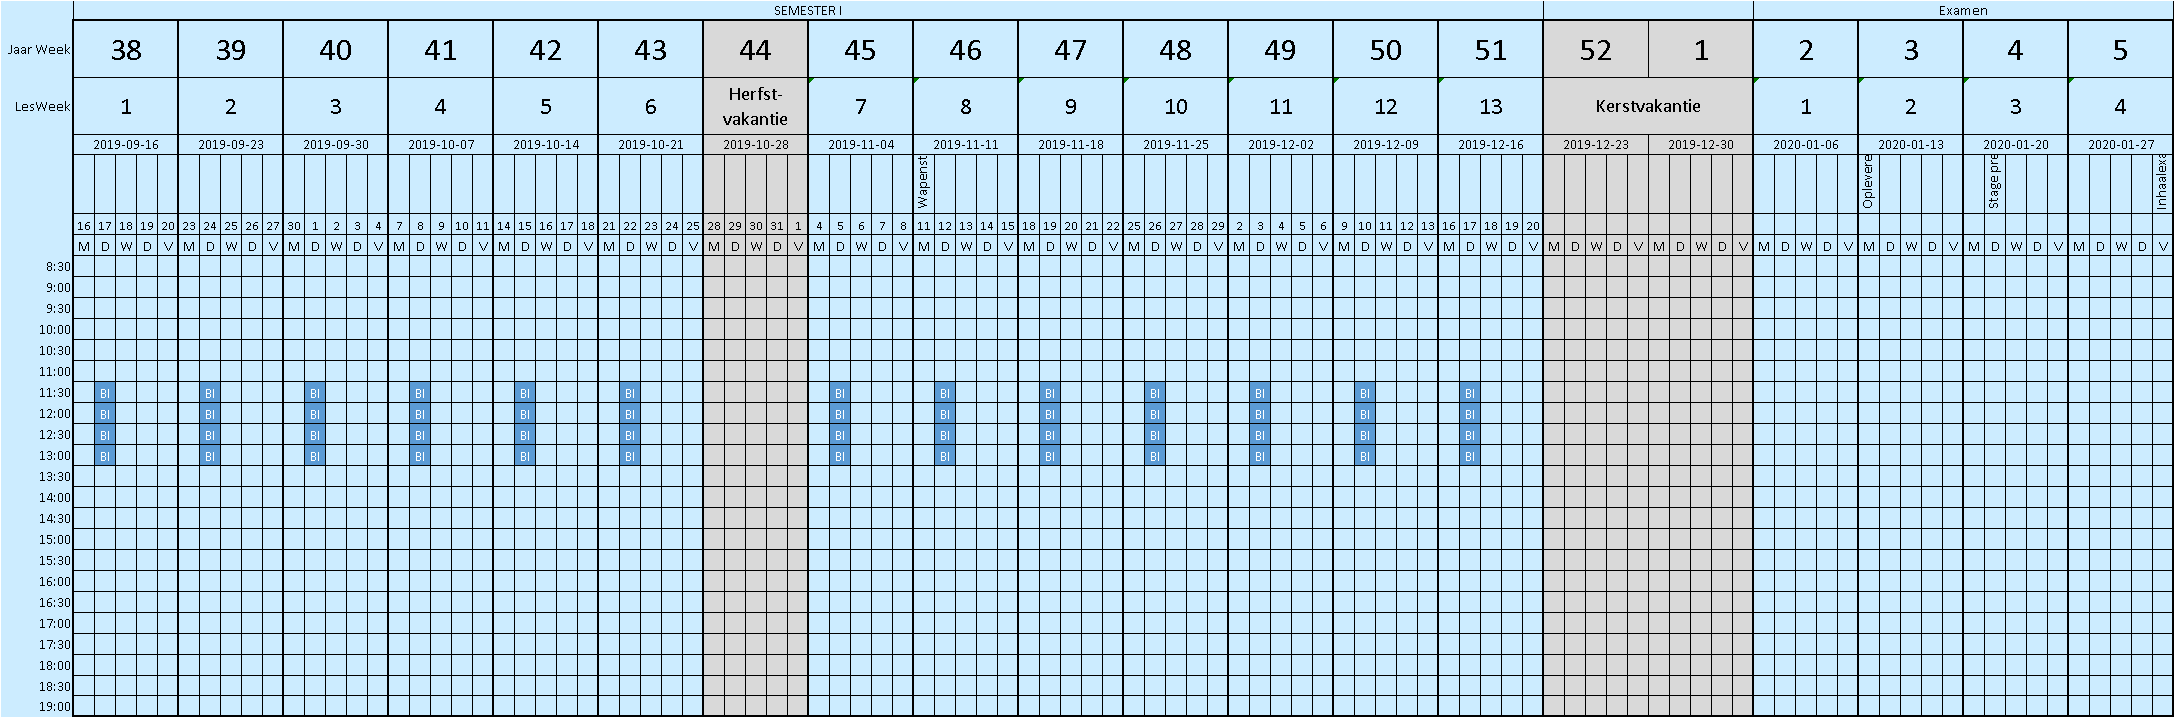 SEMESTER I Examen
Jaar Week 38 39 40 41 42 43 44 45 46 47 48 49 50 51 52 1 2 3 4 5
LesWeek 1 2 3 4 5 6 Herfst-vakantie 7 8 9 10 11 12 13 Kerstvakantie 1 2 3 4
2019-09-16 2019-09-23 2019-09-30 2019-10-07 2019-10-14 2019-10-21 2019-10-28 2019-11-04 2019-11-11 2019-11-18 2019-11-25 2019-12-02 2019-12-09 2019-12-16 2019-12-23 2019-12-30 2020-01-06 2020-01-13 2020-01-20 2020-01-27
Wapenst Oplevere Stage pre Inhaalexa
16 17 18 19 20 23 24 25 26 27 30 1 2 3 4 7 8 9 10 11 14 15 16 17 18 21 22 23 24 25 28 29 30 31 1 4 5 6 7 8 11 12 13 14 15 18 19 20 21 22 25 26 27 28 29 2 3 4 5 6 9 10 11 12 13 16 17 18 19 20
M D W D V M D W D V M D W D V M D W D V M D W D V M D W D V M D W D V M D W D V M D W D V M D W D V M D W D V M D W D V M D W D V M D W D V M D W D V M D W D V M D W D V M D W D V M D W D V M D W D V
8:30
9:00
9:30
10:00
10:30
11:00
11:30 BI BI BI BI BI BI BI BI BI BI BI BI BI
12:00 BI BI BI BI BI BI BI BI BI BI BI BI BI
12:30 BI BI BI BI BI BI BI BI BI BI BI BI BI
13:00 BI BI BI BI BI BI BI BI BI BI BI BI BI
13:30
14:00
14:30
15:00
15:30
16:00
16:30
17:00
17:30
18:00
18:30
19:00